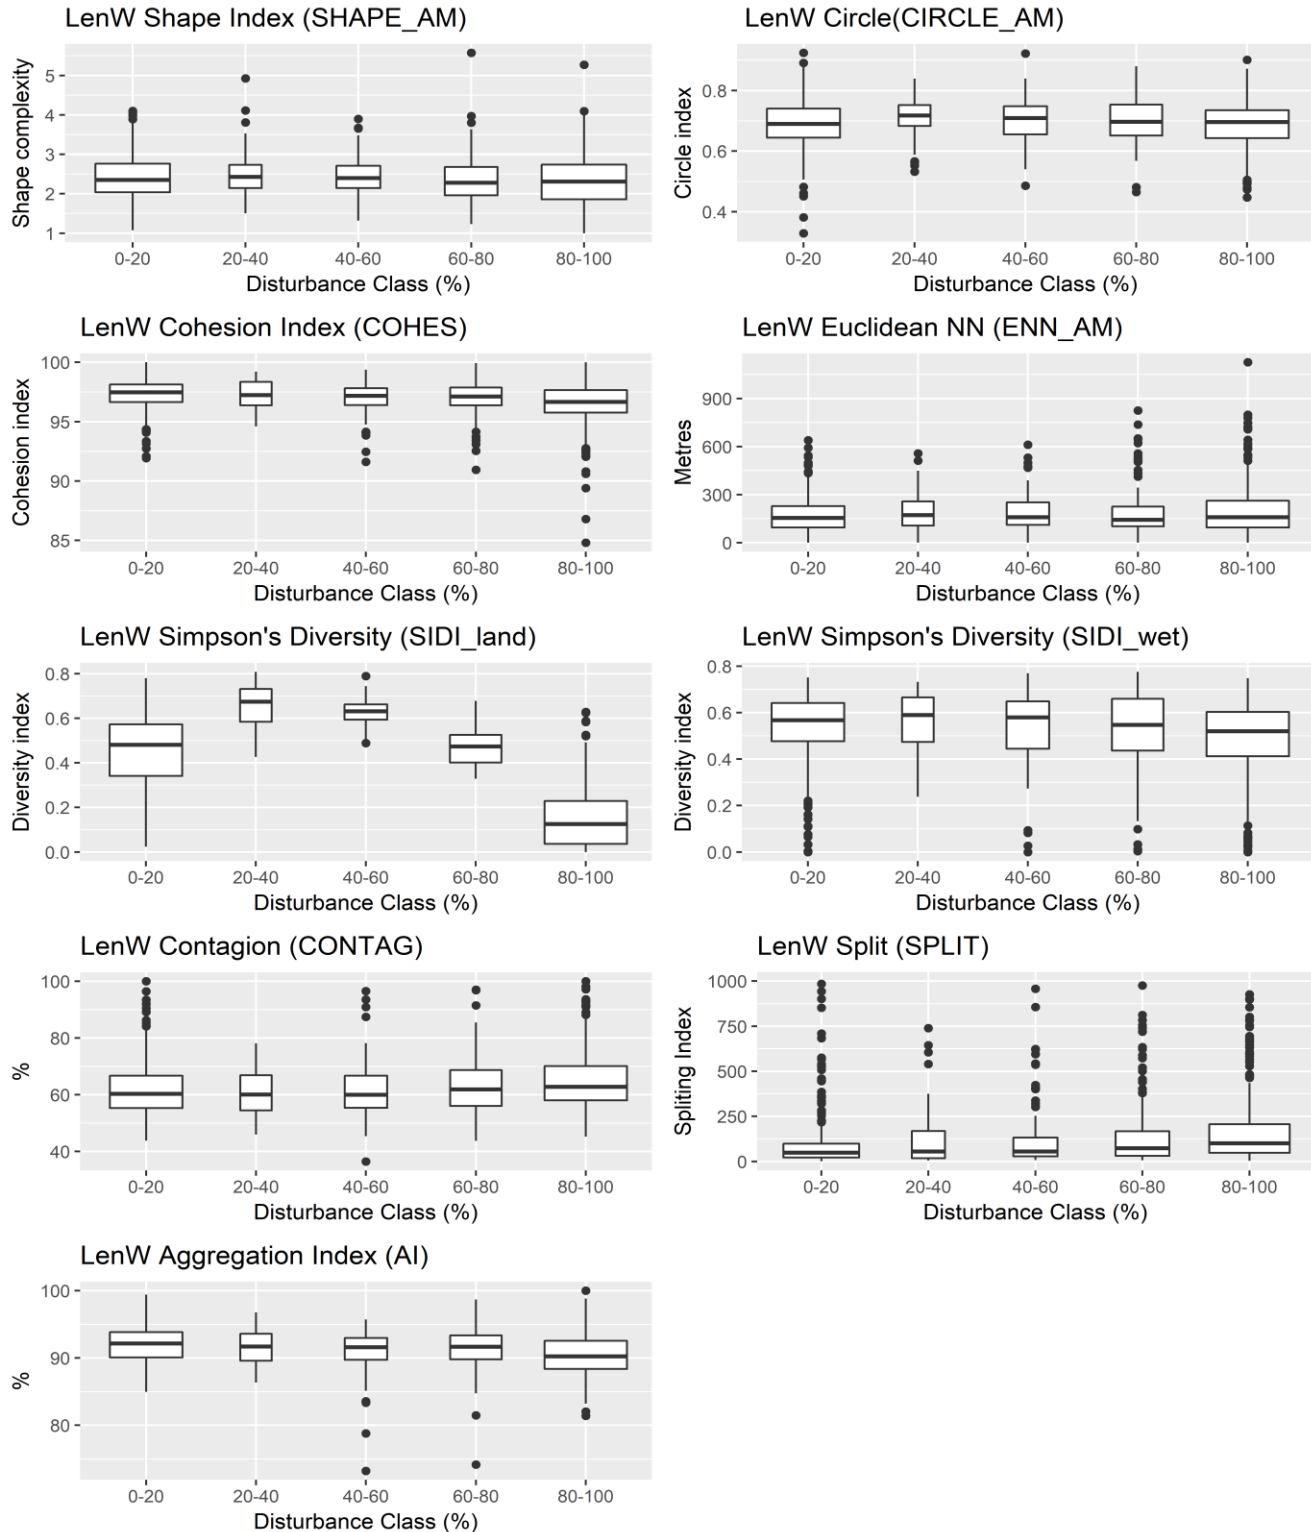 LenW Shape Index (SHAPE_AM)
Shape complexity
5
4
3
2
1
0-20 20-40 40-60 60-80 80-100
Disturbance Class (%)
LenW Circle(CIRCLE_AM)
Circle index
0.8
0.6
0.4
0-20 20-40 40-60 60-80 80-100
Disturbance Class (%)
LenW Cohesion Index (COHES)
Cohesion index
100
95
90
85
0-20 20-40 40-60 60-80 80-100
Disturbance Class (%)
LenW Euclidean NN (ENN_AM)
Metres
900
600
300
0
0-20 20-40 40-60 60-80 80-100
Disturbance Class (%)
LenW Simpson's Diversity (SIDI_land)
Diversity index
0.8
0.6
0.4
0.2
0.0
0-20 20-40 40-60 60-80 80-100
Disturbance Class (%)
LenW Simpson's Diversity (SIDI_wet)
Diversity index
0.8
0.6
0.4
0.2
0.0
0-20 20-40 40-60 60-80 80-100
Disturbance Class (%)
LenW Contagion (CONTAG)
%
100
80
60
40
0-20 20-40 40-60 60-80 80-100
Disturbance Class (%)
LenW Split (SPLIT)
Spliting Index
1000
750
500
250
0
0-20 20-40 40-60 60-80 80-100
Disturbance Class (%)
LenW Aggregation Index (AI)
%
100
90
80
0-20 20-40 40-60 60-80 80-100
Disturbance Class (%)